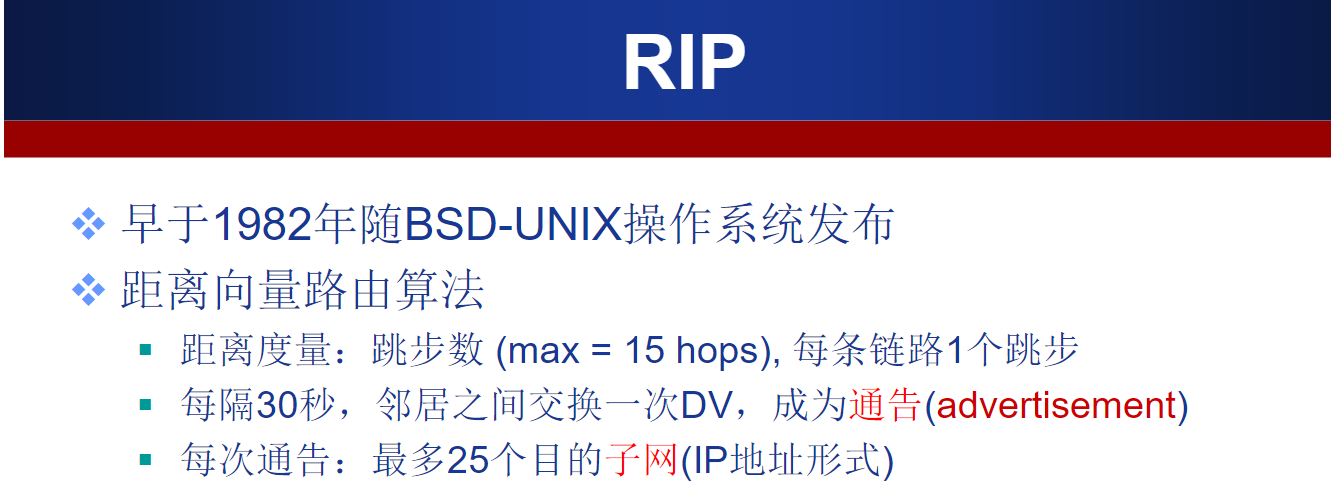 RIP
早于1982年随BSD-UNIX操作系统发布
距离向量路由算法
距离度量：跳步数 (max = 15 hops), 每条链路1个跳步
每隔30秒，邻居之间交换一次DV，成为通告(advertisement)
每次通告：最多25个目的子网(IP地址形式)